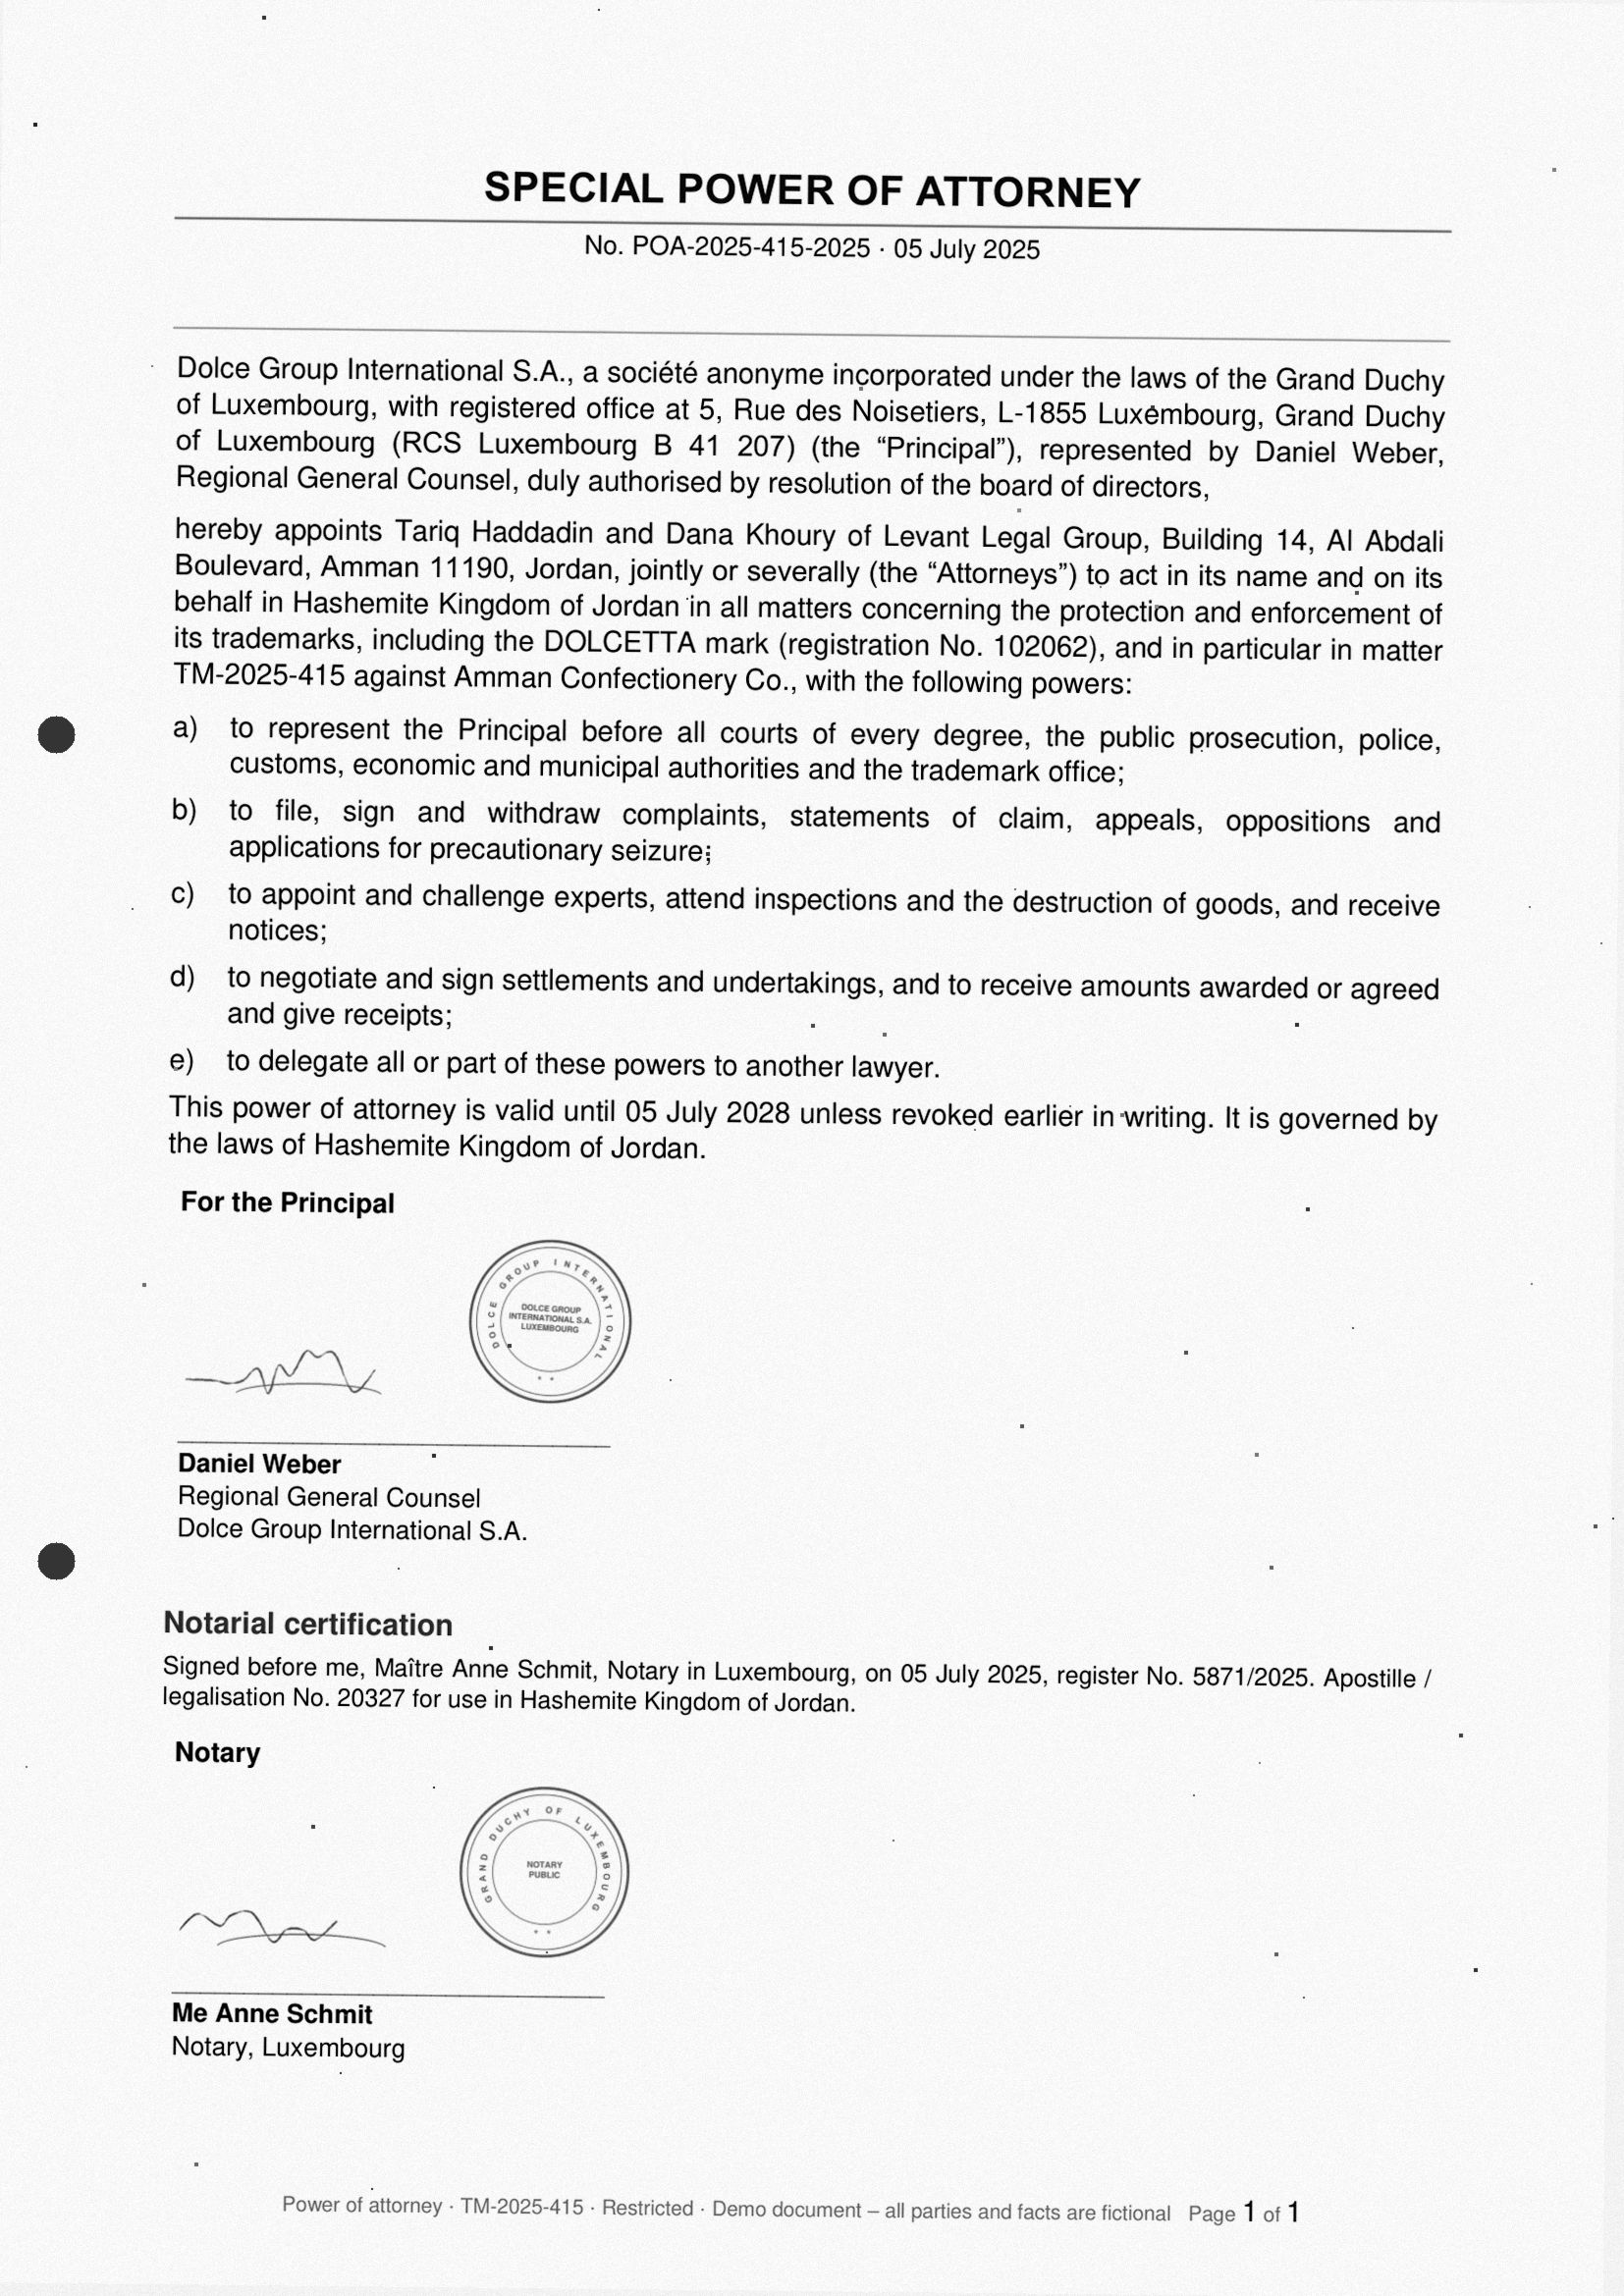 SPECIAL POWER OF ATTORNEY
No. POA-2025-415-2025 · 05 July 2025
Dolce Group International S.A., a société anonyme incorporated under the laws of the Grand Duchy
of Luxembourg, with registered office at 5, Rue des Noisetiers, L-1855 Luxembourg, Grand Duchy
of Luxembourg (RCS Luxembourg B 41 207) (the “Principal”), represented by Daniel Weber,
Regional General Counsel, duly authorised by resolution of the board of directors,
hereby appoints Tariq Haddadin and Dana Khoury of Levant Legal Group, Building 14, Al Abdali
Boulevard, Amman 11190, Jordan, jointly or severally (the “Attorneys”) to act in its name and on its
behalf in Hashemite Kingdom of Jordan in all matters concerning the protection and enforcement of
its trademarks, including the DOLCETTA mark (registration No. 102062), and in particular in matter
TM-2025-415 against Amman Confectionery Co., with the following powers:
a) to represent the Principal before all courts of every degree, the public prosecution, police,
customs, economic and municipal authorities and the trademark office;
b) to file, sign and withdraw complaints, statements of claim, appeals, oppositions and
applications for precautionary seizure;
c) to appoint and challenge experts, attend inspections and the destruction of goods, and receive
notices;
d) to negotiate and sign settlements and undertakings, and to receive amounts awarded or agreed
and give receipts;
e) to delegate all or part of these powers to another lawyer.
This power of attorney is valid until 05 July 2028 unless revoked earlier in writing. It is governed by
the laws of Hashemite Kingdom of Jordan.
For the Principal
DOLCE GROUP INTERNATIONAL
DOLCE GROUP
INTERNATIONAL S.A.
LUXEMBOURG
Daniel Weber
Regional General Counsel
Dolce Group International S.A.
Notarial certification
Signed before me, Maître Anne Schmit, Notary in Luxembourg, on 05 July 2025, register No. 5871/2025. Apostille /
legalisation No. 20327 for use in Hashemite Kingdom of Jordan.
Notary
GRAND DUCHY OF LUXEMBOURG
NOTARY
PUBLIC
Me Anne Schmit
Notary, Luxembourg
Power of attorney · TM-2025-415 · Restricted · Demo document – all parties and facts are fictional Page 1 of 1